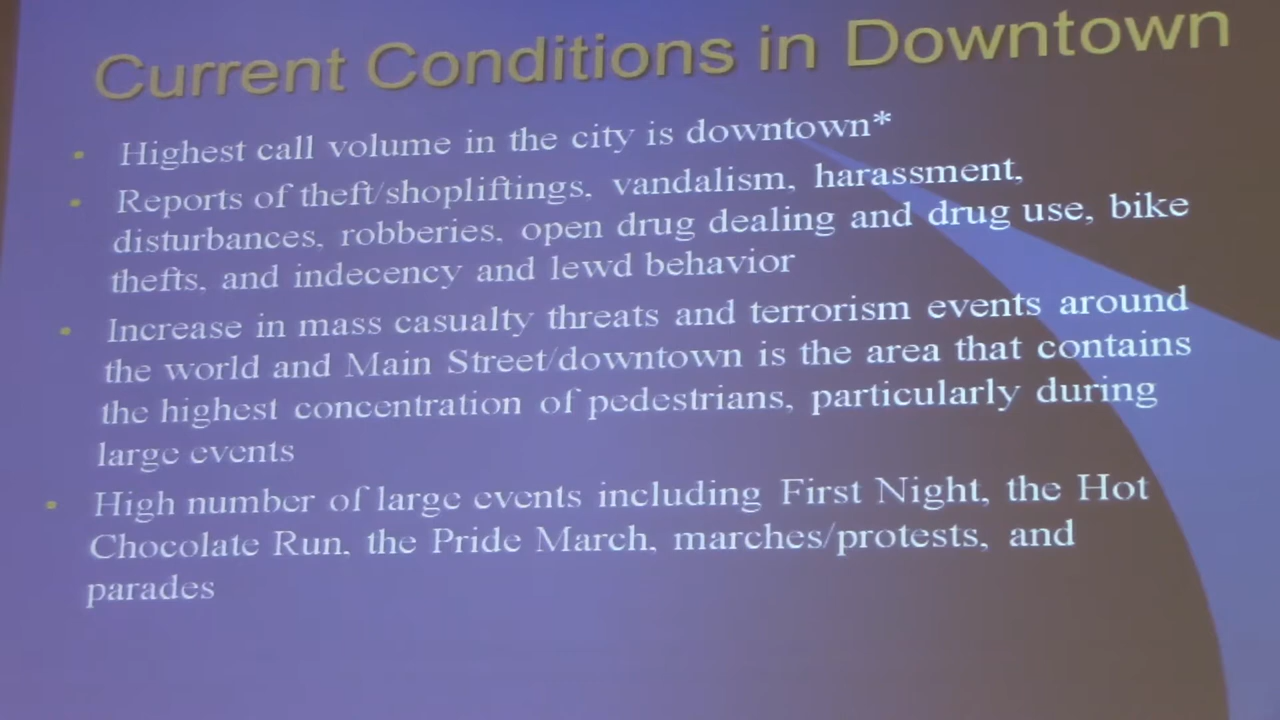 Current Conditions in Downtown
• Highest call volume in the city is downtown*
• Reports of theft/shopliftings, vandalism, harassment,
disturbances, robberies, open drug dealing and drug use, bike
thefts, and indecency and lewd behavior
• Increase in mass casualty threats and terrorism events around
the world and Main Street/downtown is the area that contains
the highest concentration of pedestrians, particularly during
large events
• High number of large events including First Night, the Hot
Chocolate Run, the Pride March, marches/protests, and
parades